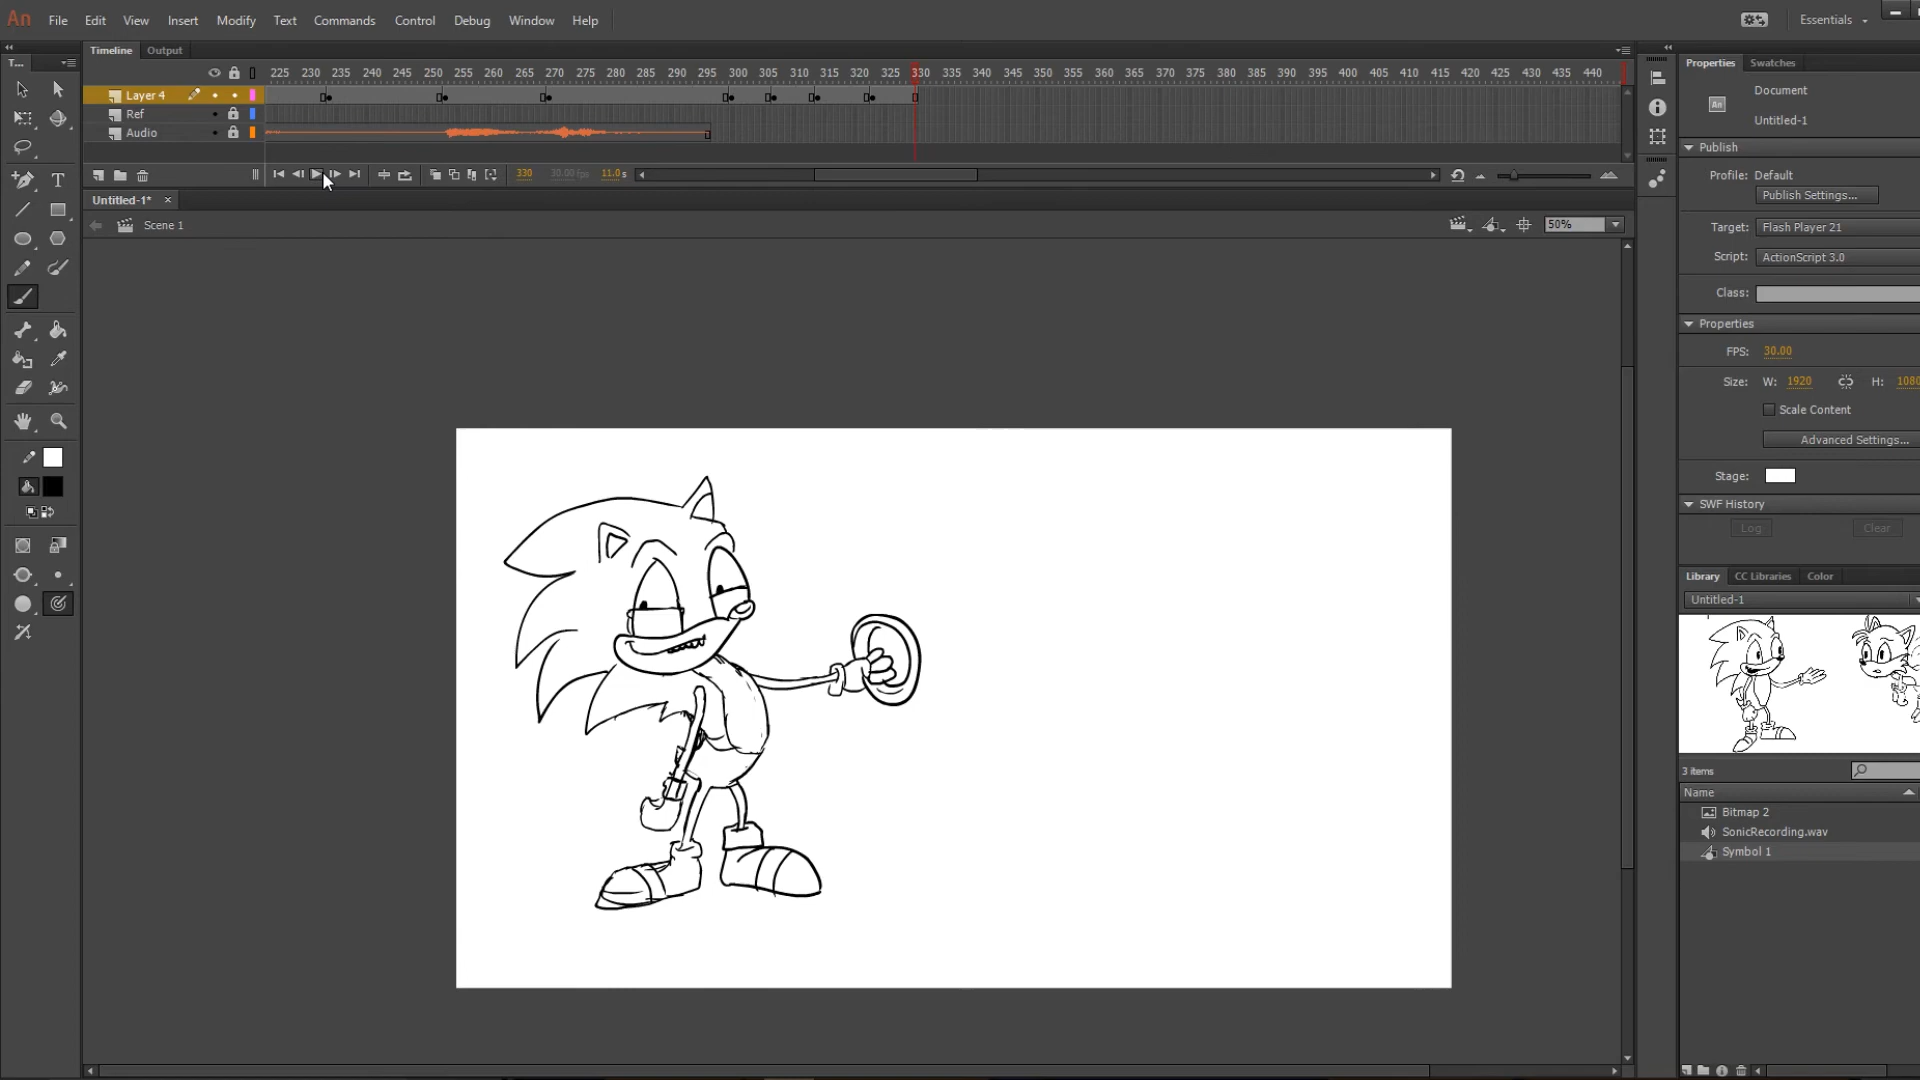 An File Edit View Insert Modify Text Commands Control Debug Window Help Essentials
Timeline Output
225 230 235 240 245 250 255 260 265 270 275 280 285 290 295 300 305 310 315 320 325 330 335 340 345 350 355 360 365 370 375 380 385 390 395 400 405 410 415 420 425 430 435 440
Layer 4
Ref
Audio
330 30.00 fps 11.0 s
Untitled-1* ×
Scene 1
50%
T...
T
Properties Swatches
Document
An
Untitled-1
Publish
Profile: Default
Publish Settings...
Target: Flash Player 21
Script: ActionScript 3.0
Class:
Properties
FPS: 30.00
Size: W: 1920 H: 1080
Scale Content
Advanced Settings...
Stage:
SWF History
Log Clear
Library CC Libraries Color
Untitled-1
3 items
Name
Bitmap 2
SonicRecording.wav
Symbol 1